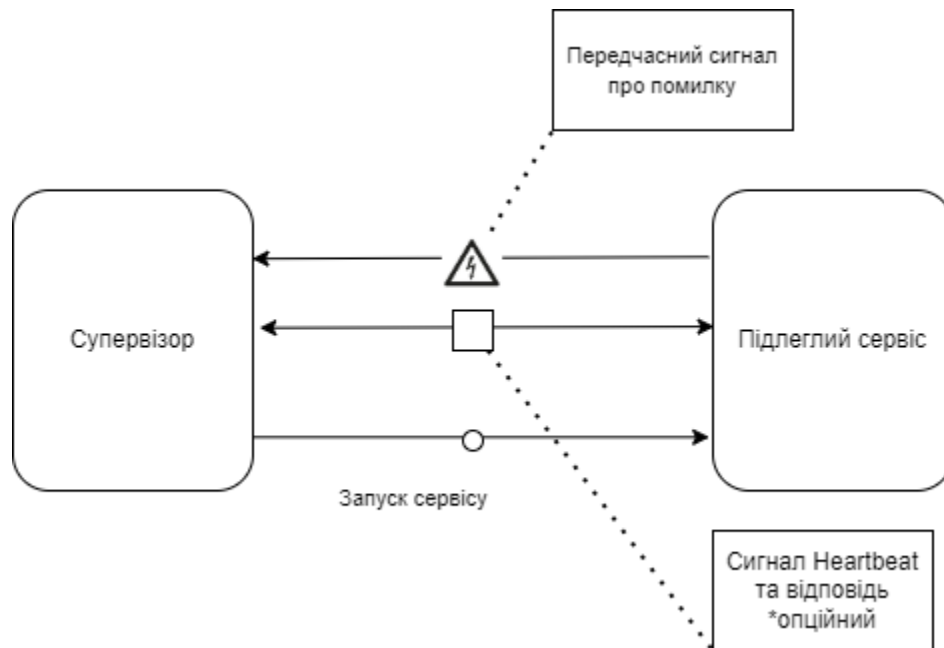 Передчасний сигнал
про помилку
Супервізор
Підлеглий сервіс
Запуск сервісу
Сигнал Heartbeat
та відповідь
*опційний